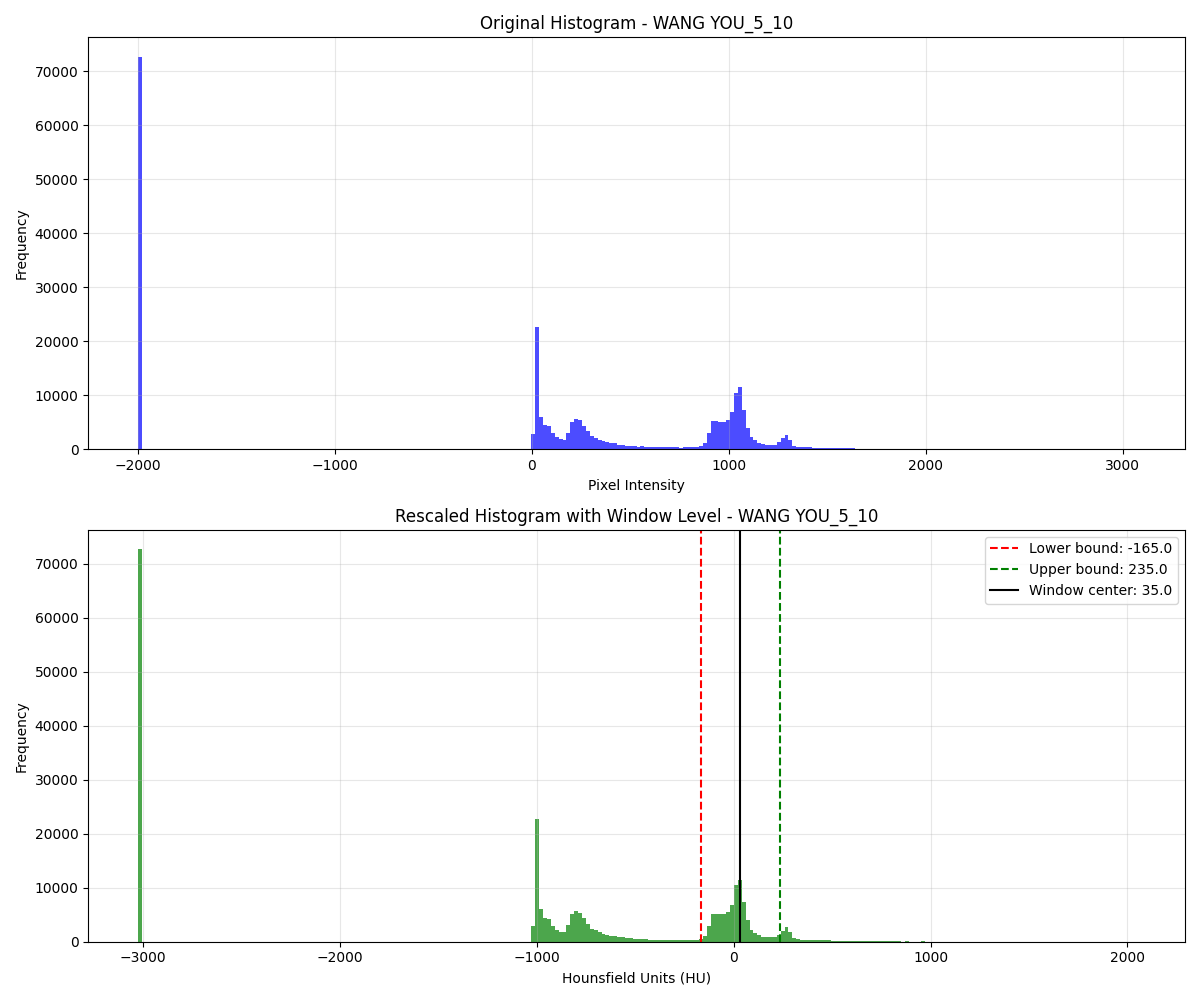 Original Histogram - WANG YOU_5_10
Frequency
70000
60000
50000
40000
30000
20000
10000
0
−2000 −1000 0 1000 2000 3000
Pixel Intensity
Rescaled Histogram with Window Level - WANG YOU_5_10
Lower bound: -165.0
Upper bound: 235.0
Window center: 35.0
Frequency
70000
60000
50000
40000
30000
20000
10000
0
−3000 −2000 −1000 0 1000 2000
Hounsfield Units (HU)